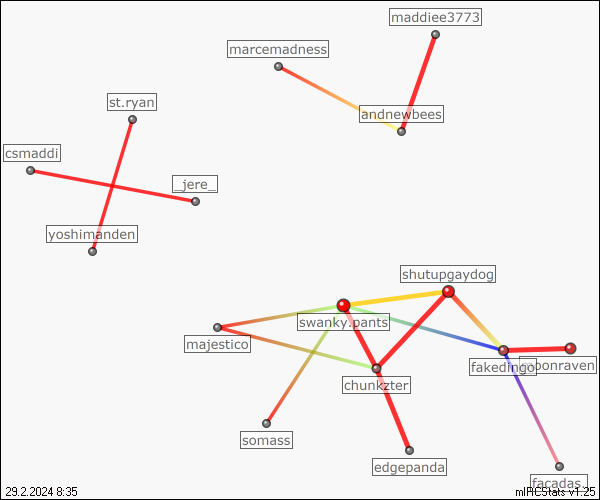 maddiee3773
marcemadness
andnewbees
st.ryan
csmaddi
_jere_
yoshimanden
shutupgaydog
swanky.pants
majestico
fakedingo
oonraven
chunkzter
somass
edgepanda
facadas.
29.2.2024 8:35
mIRCStats v1.25